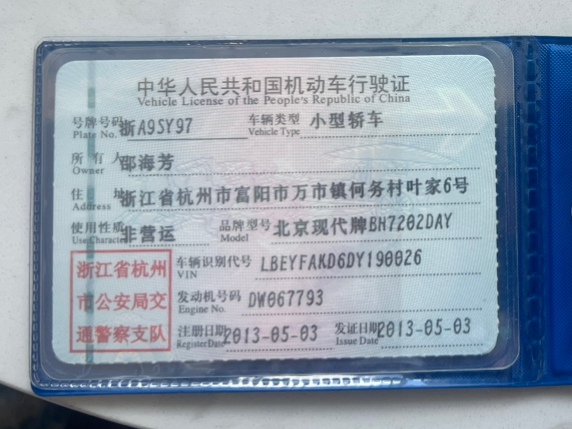 中华人民共和国机动车行驶证
Vehicle License of the People's Republic of China
号牌号码 浙A9SY97 车辆类型 小型轿车
Plate No. Vehicle Type
所有人 邵海芳
Owner
住址 浙江省杭州市富阳市万市镇何务村叶家6号
Address
使用性质 非营运 品牌型号 北京现代牌BH7202DAY
Use Character Model
浙江省杭州
市公安局交
通警察支队
车辆识别代号 LBEYFAKD6DY190026
VIN
发动机号码 DW067793
Engine No.
注册日期 2013-05-03 发证日期 2013-05-03
Register Date Issue Date